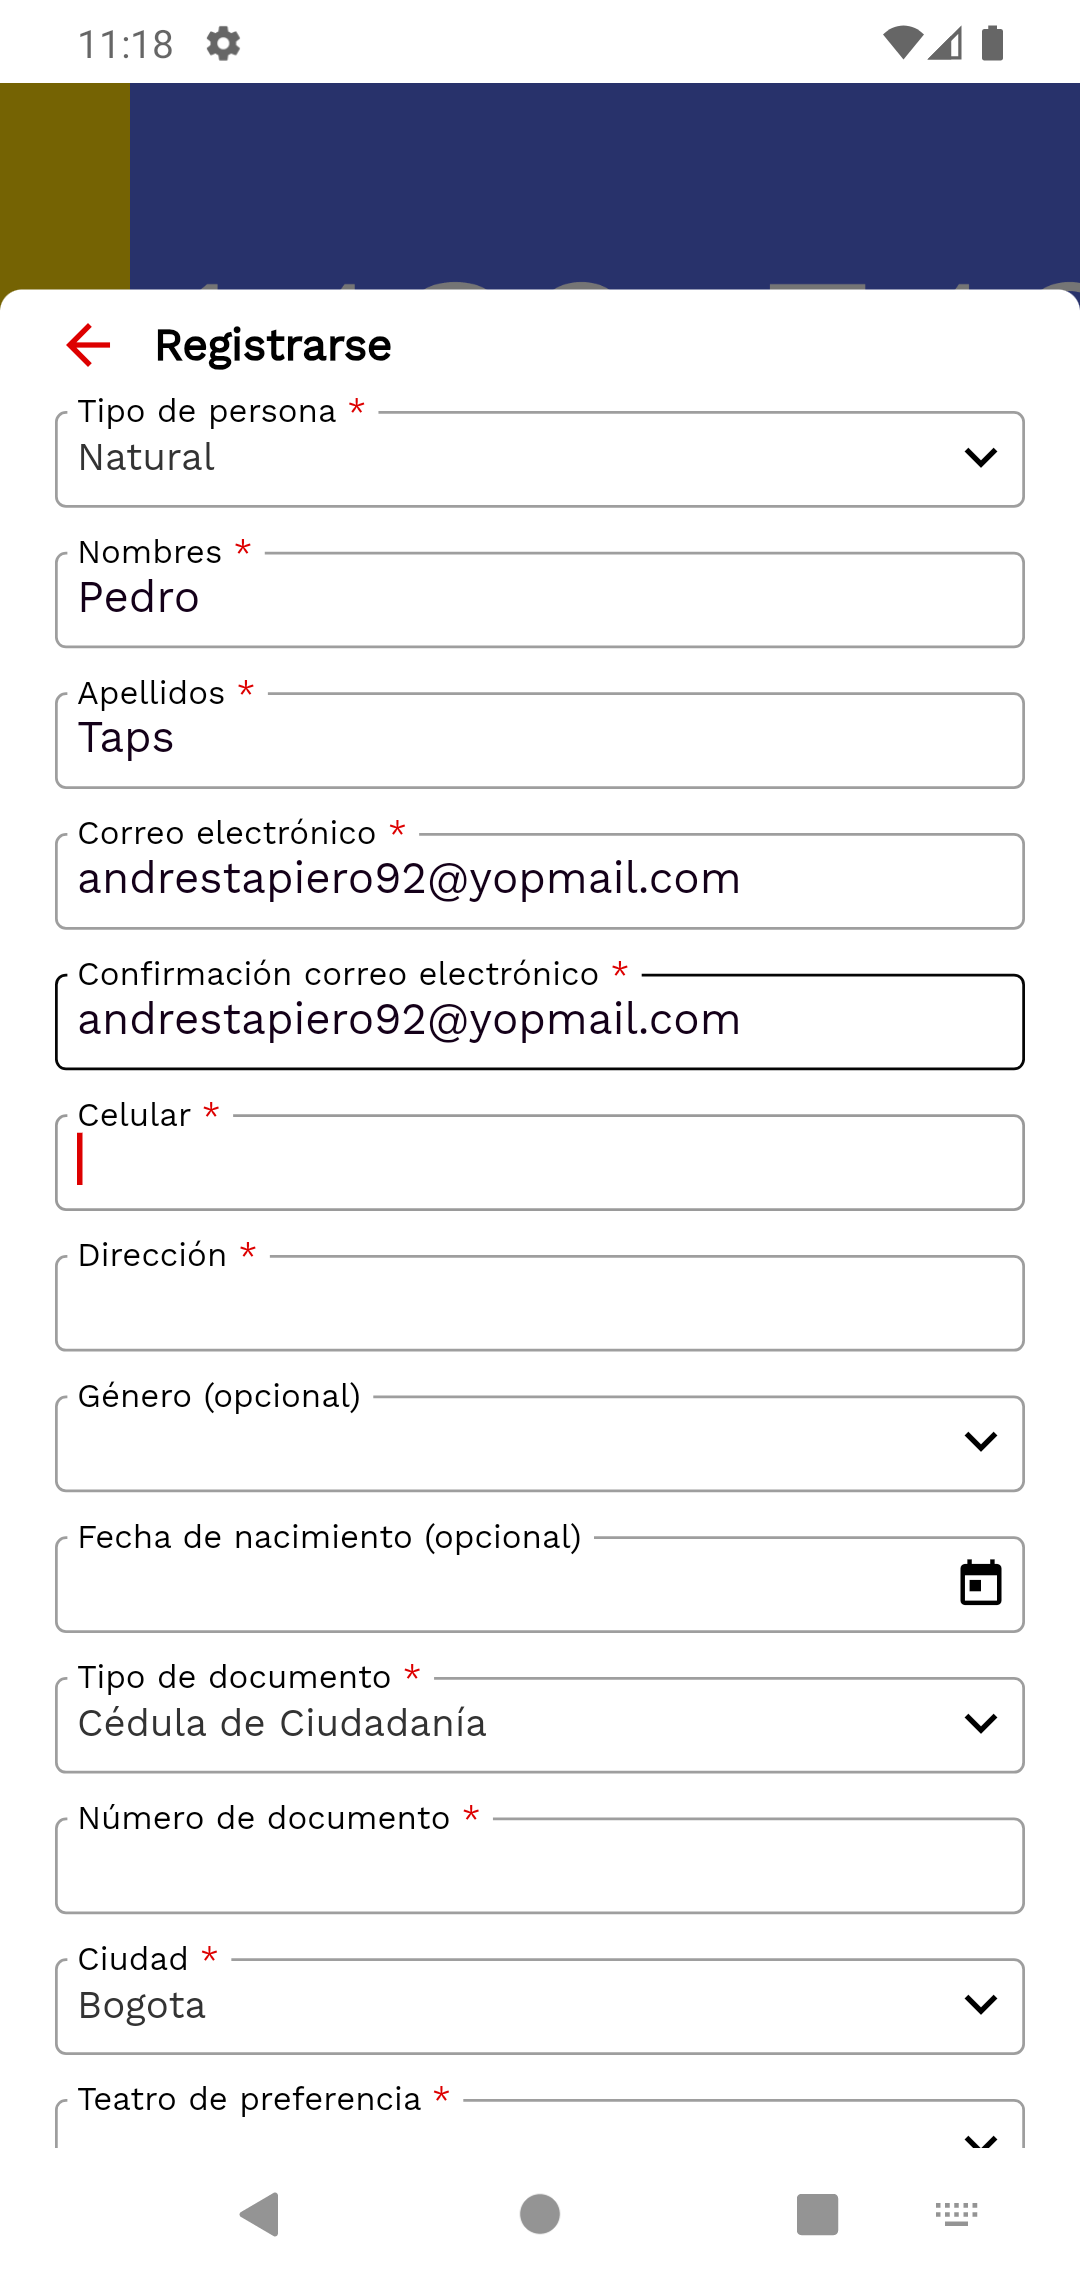 11:18
Registrarse
Tipo de persona *
Natural
Nombres *
Pedro
Apellidos *
Taps
Correo electrónico *
andrestapiero92@yopmail.com
Confirmación correo electrónico *
andrestapiero92@yopmail.com
Celular *
Dirección *
Género (opcional)
Fecha de nacimiento (opcional)
Tipo de documento *
Cédula de Ciudadanía
Número de documento *
Ciudad *
Bogota
Teatro de preferencia *